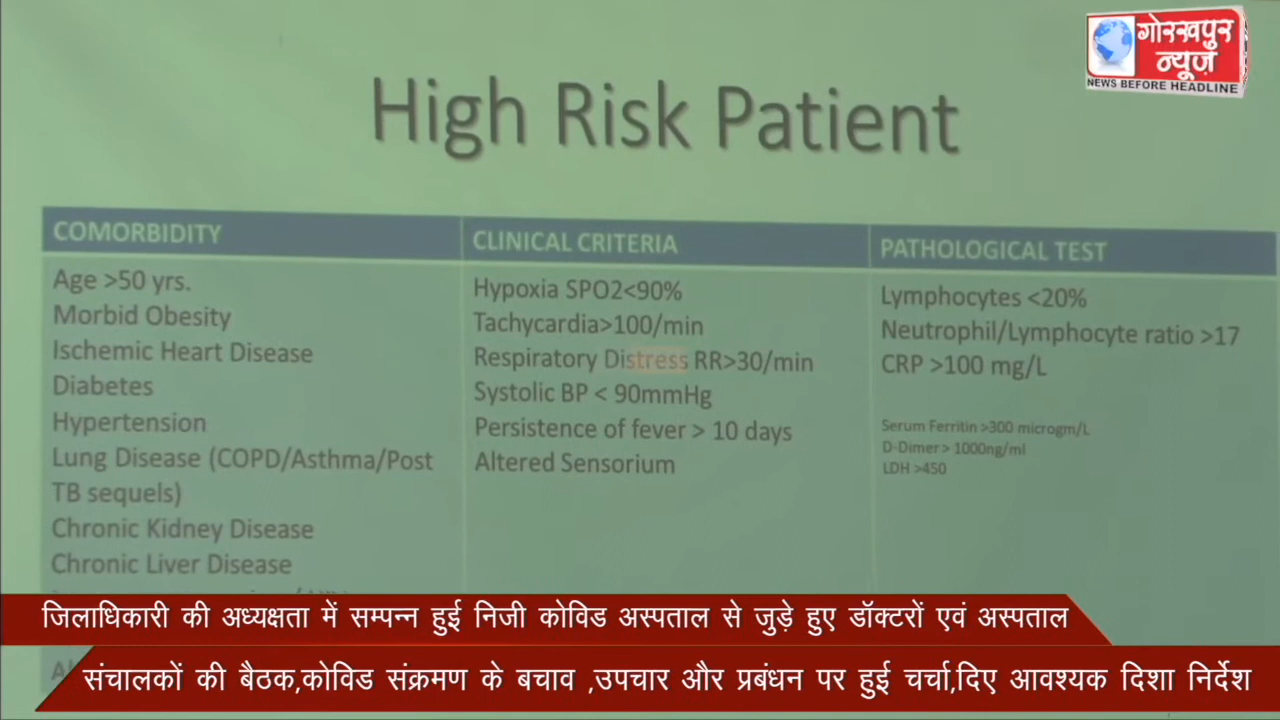 गोरखपुर
न्यूज़
NEWS BEFORE HEADLINE
High Risk Patient
COMORBIDITY
Age >50 yrs.
Morbid Obesity
Ischemic Heart Disease
Diabetes
Hypertension
Lung Disease (COPD/Asthma/Post
TB sequels)
Chronic Kidney Disease
Chronic Liver Disease
CLINICAL CRITERIA
Hypoxia SPO2<90%
Tachycardia>100/min
Respiratory Distress RR>30/min
Systolic BP < 90mmHg
Persistence of fever > 10 days
Altered Sensorium
PATHOLOGICAL TEST
Lymphocytes <20%
Neutrophil/Lymphocyte ratio >17
CRP >100 mg/L
Serum Ferritin >300 microgm/L
D-Dimer> 1000ng/ml
LDH >450
जिलाधिकारी की अध्यक्षता में सम्पन्न हुई निजी कोविड अस्पताल से जुड़े हुए डॉक्टरों एवं अस्पताल
संचालकों की बैठक,कोविड संक्रमण के बचाव ,उपचार और प्रबंधन पर हुई चर्चा,दिए आवश्यक दिशा निर्देश